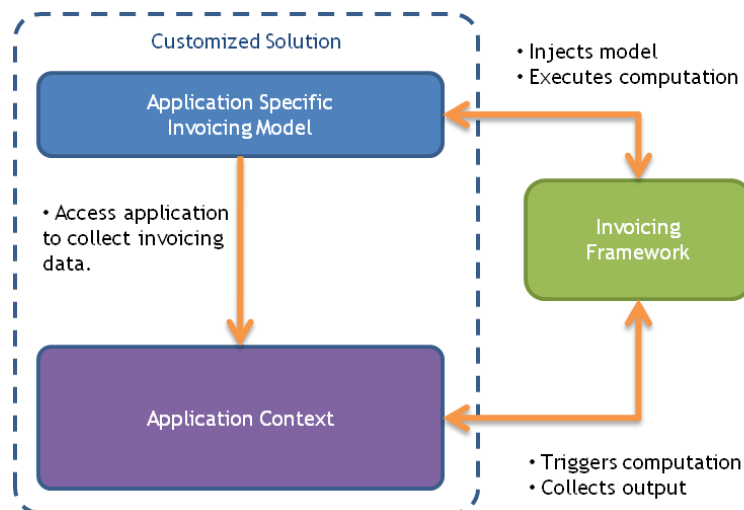 Customized Solution
Application Specific
Invoicing Model
• Injects model
• Executes computation
• Access application
to collect invoicing
data.
Invoicing
Framework
Application Context
• Triggers computation
• Collects output